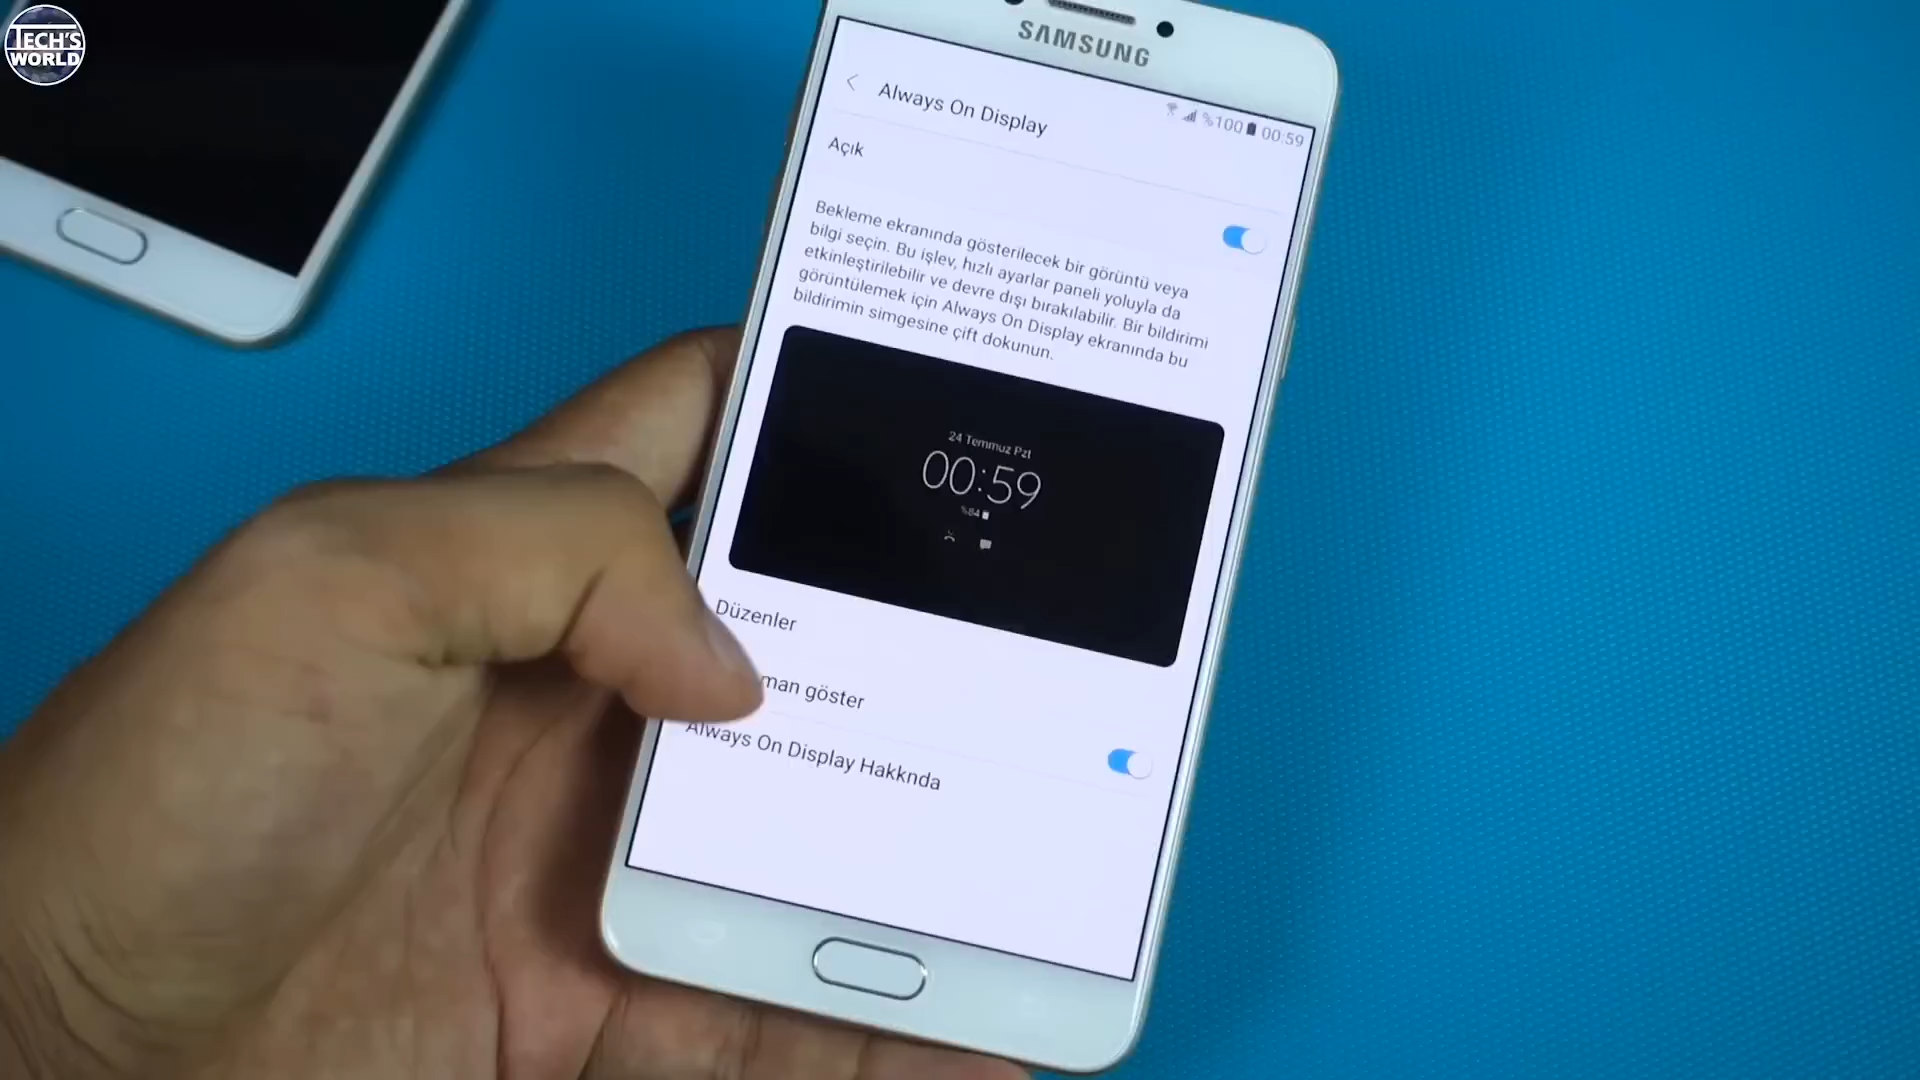 TECH'S
WORLD
SAMSUNG
%100 00:59
Always On Display
Açık
Bekleme ekranında gösterilecek bir görüntü veya
bilgi seçin. Bu işlev, hızlı ayarlar paneli yoluyla da
etkinleştirilebilir ve devre dışı bırakılabilir. Bir bildirimi
görüntülemek için Always On Display ekranında bu
bildirimin simgesine çift dokunun.
24 Temmuz Pzt
00:59
%84
Düzenler
man göster
Always On Display Hakknda